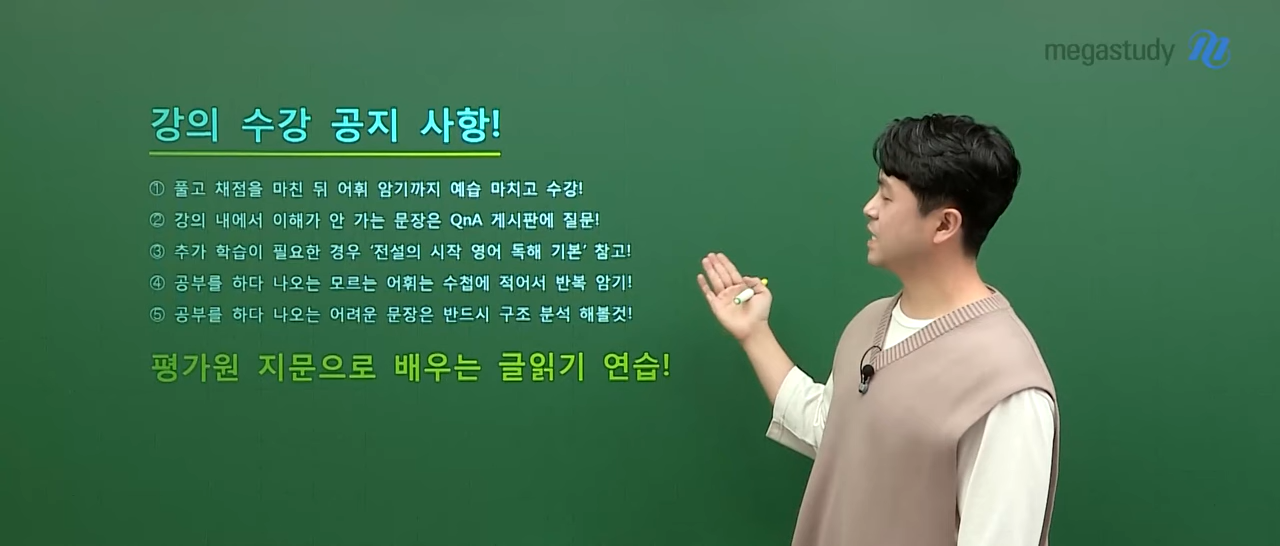 megastudy
강의 수강 공지 사항!
① 풀고 채점을 마친 뒤 어휘 암기까지 예습 마치고 수강!
② 강의 내에서 이해가 안 가는 문장은 QnA 게시판에 질문!
③ 추가 학습이 필요한 경우 ‘전설의 시작 영어 독해 기본’ 참고!
④ 공부를 하다 나오는 모르는 어휘는 수첩에 적어서 반복 암기!
⑤ 공부를 하다 나오는 어려운 문장은 반드시 구조 분석 해볼것!
평가원 지문으로 배우는 글읽기 연습!